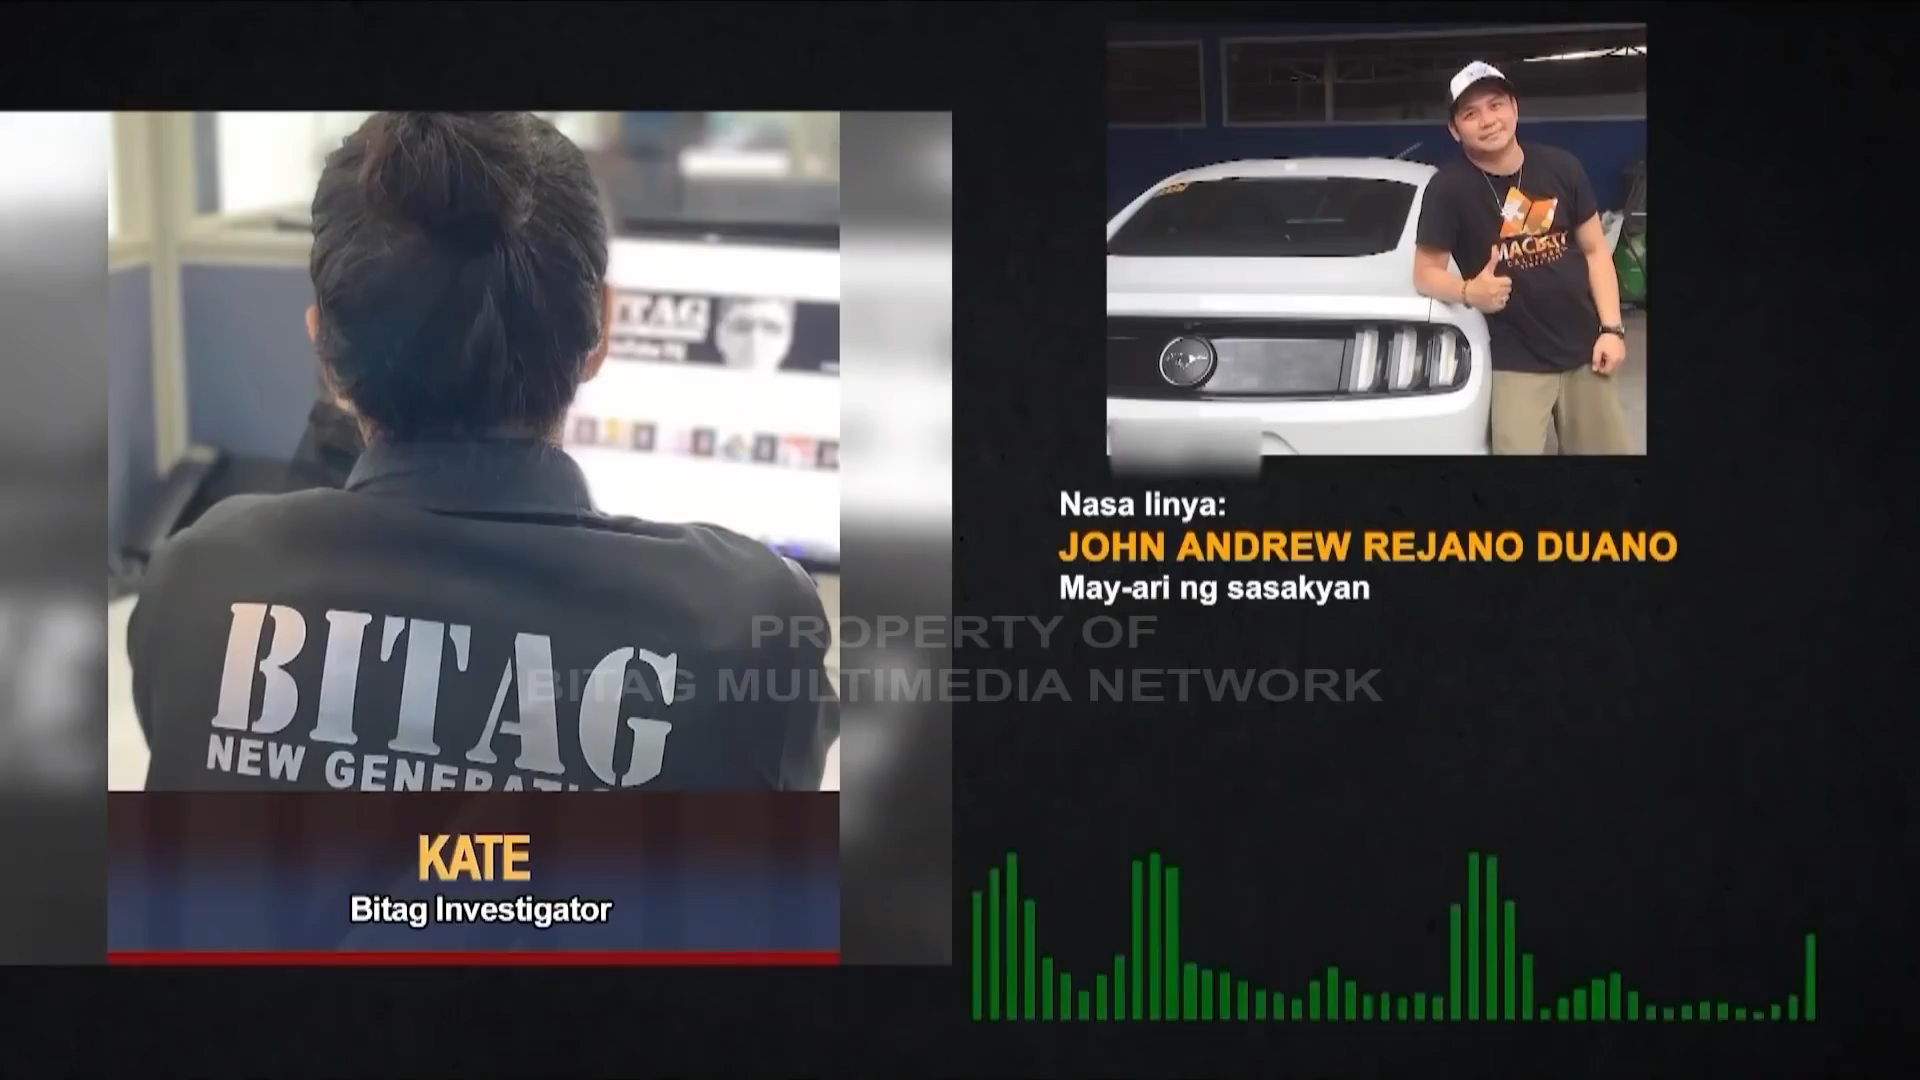 BITAG
BITAG
NEW GENERATI
KATE
Bitag Investigator
Nasa linya:
JOHN ANDREW REJANO DUANO
May-ari ng sasakyan
PROPERTY OF
BITAG MULTIMEDIA NETWORK